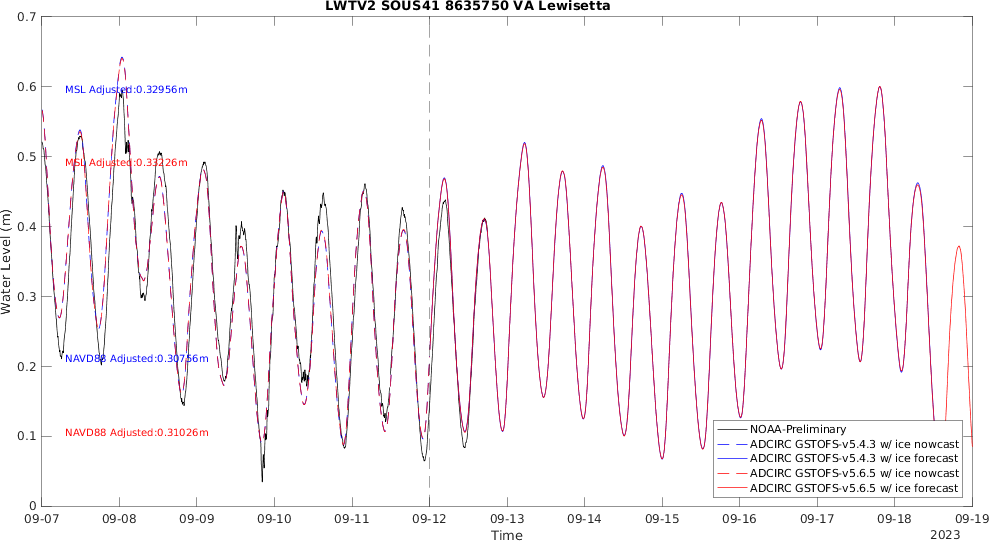 LWTV2 SOUS41 8635750 VA Lewisetta
0.7
0.6
0.5
0.4
0.3
0.2
0.1
0
Water Level (m)
MSL Adjusted:0.32956m
MSL Adjusted:0.33226m
NAVD88 Adjusted:0.30756m
NAVD88 Adjusted:0.31026m
NOAA-Preliminary
ADCIRC GSTOFS-v5.4.3 w/ ice nowcast
ADCIRC GSTOFS-v5.4.3 w/ ice forecast
ADCIRC GSTOFS-v5.6.5 w/ ice nowcast
ADCIRC GSTOFS-v5.6.5 w/ ice forecast
09-07 09-08 09-09 09-10 09-11 09-12 09-13 09-14 09-15 09-16 09-17 09-18 09-19
Time
2023